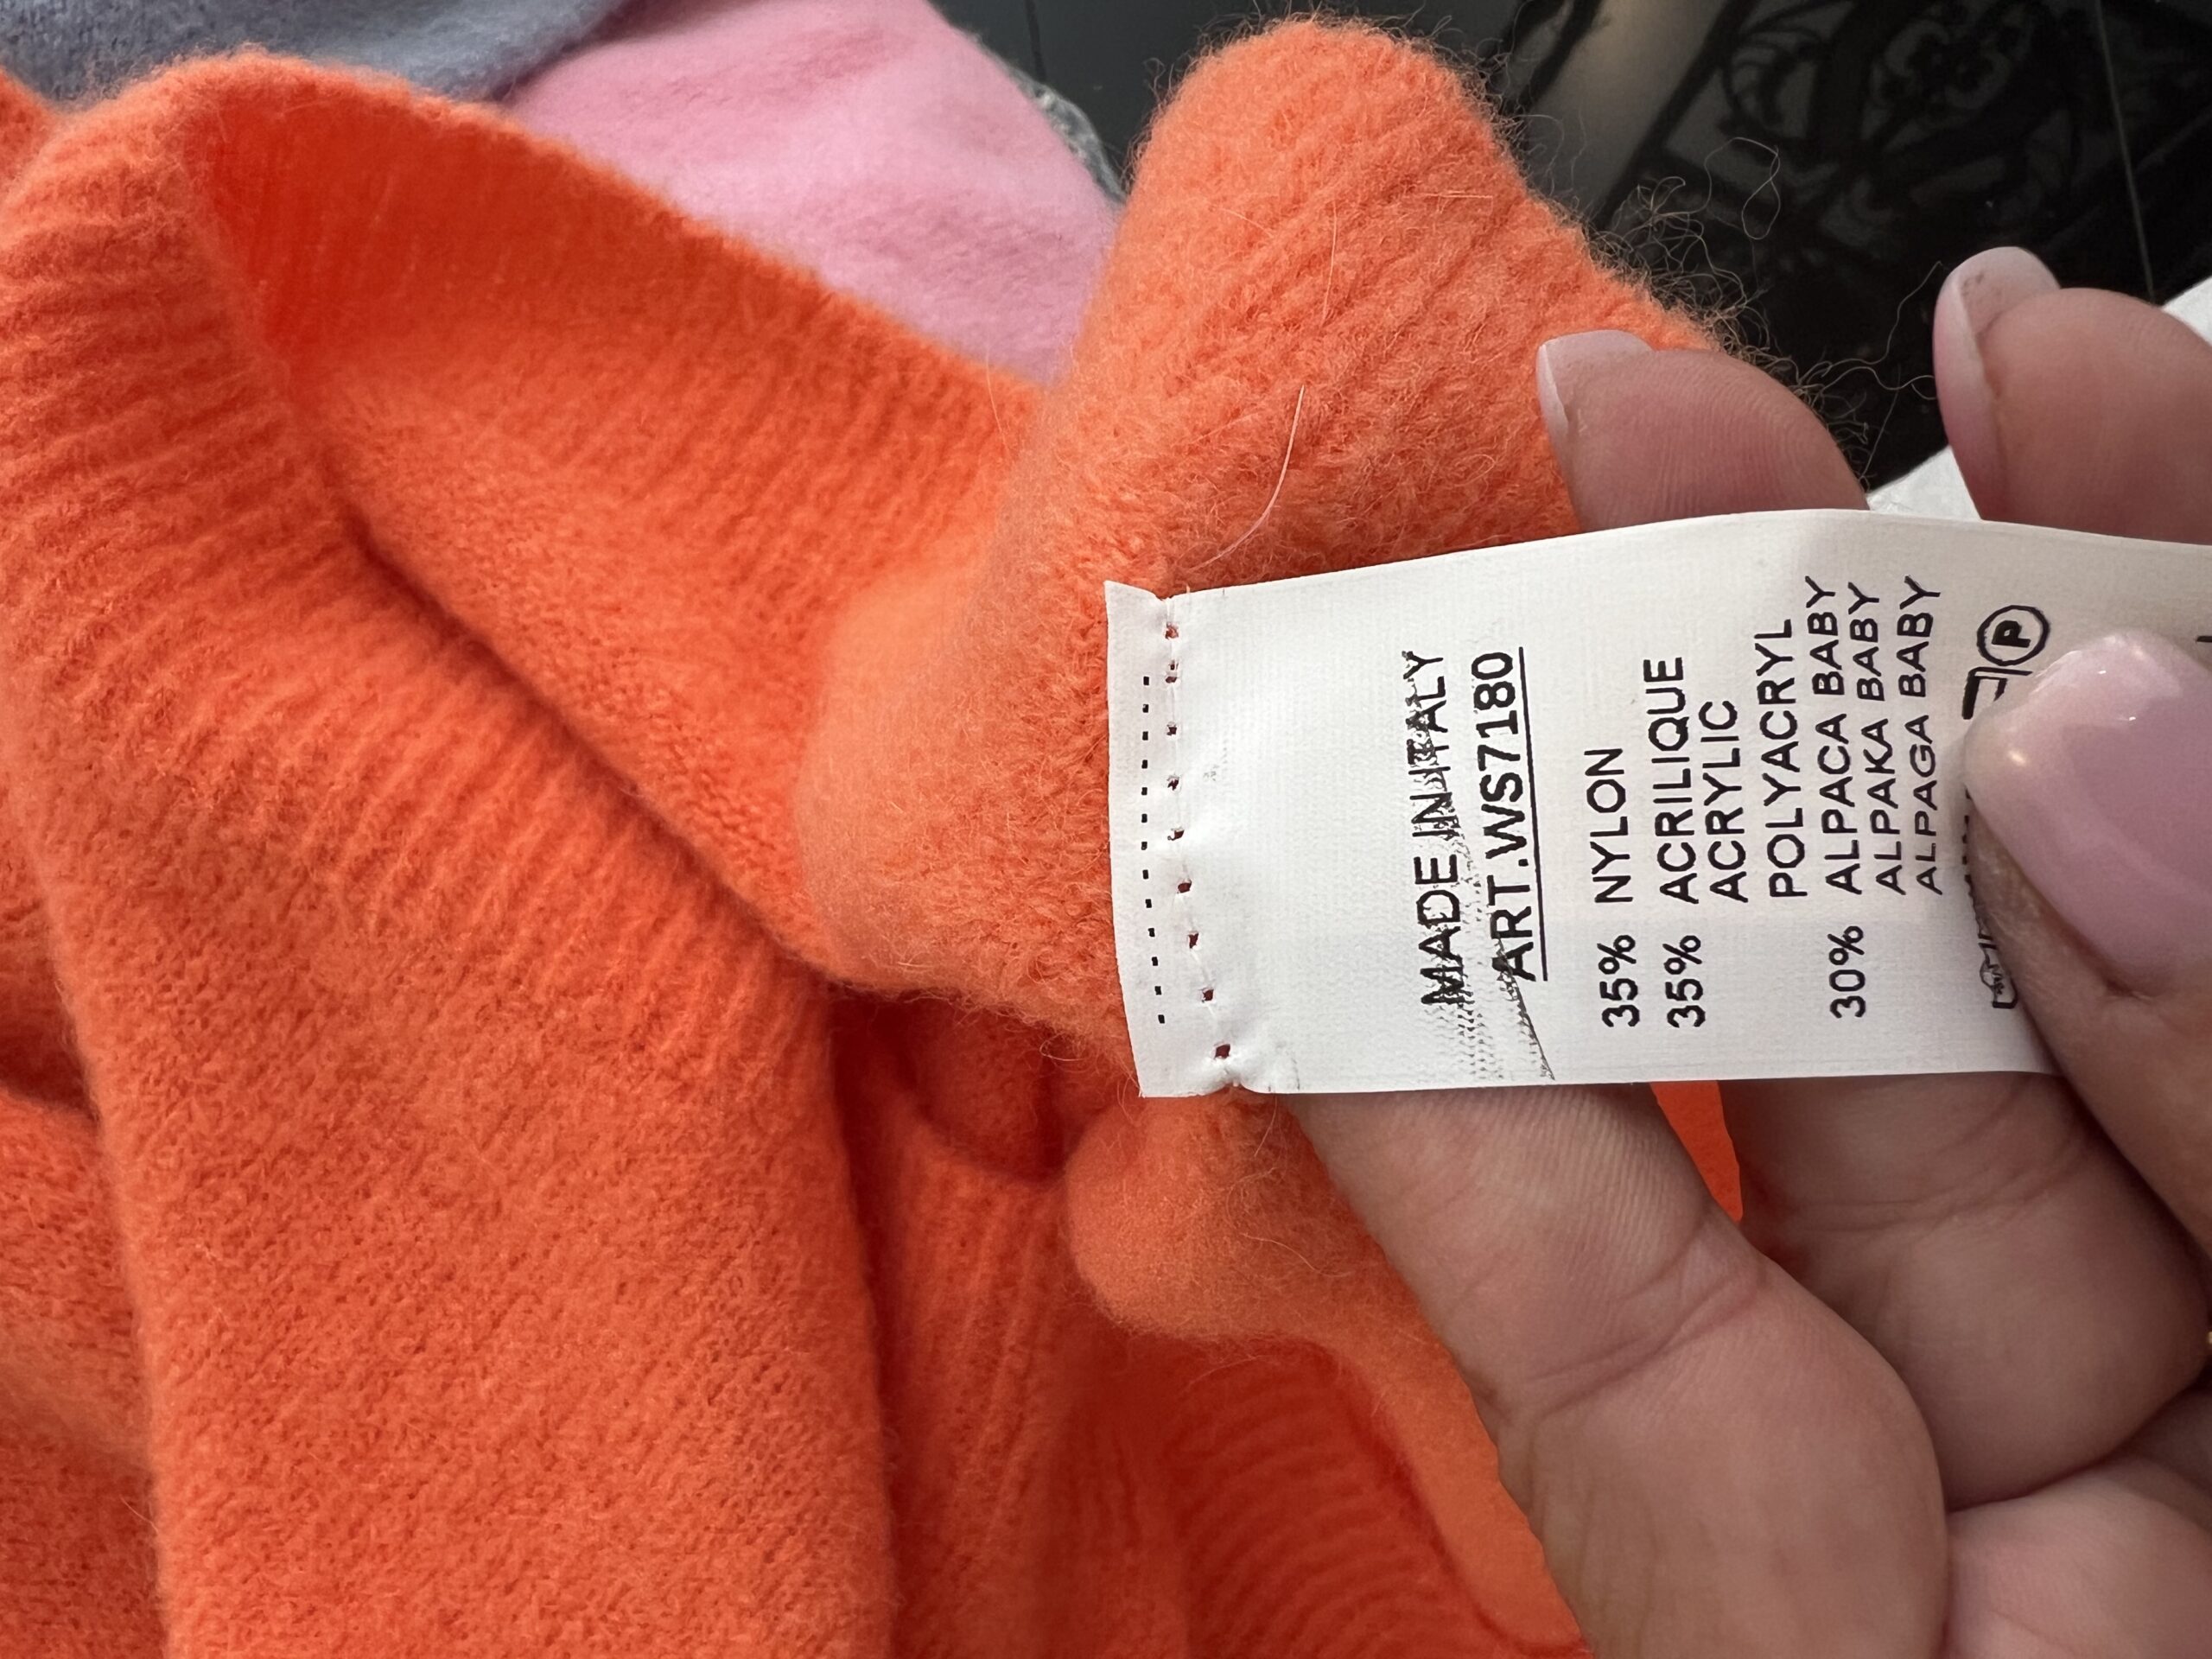 MADE IN ITALY
ART.WS7180
35% NYLON
35% ACRILIQUE
ACRYLIC
POLYACRYL
30% ALPACA BABY
ALPAKA BABY
ALPAGA BABY
P